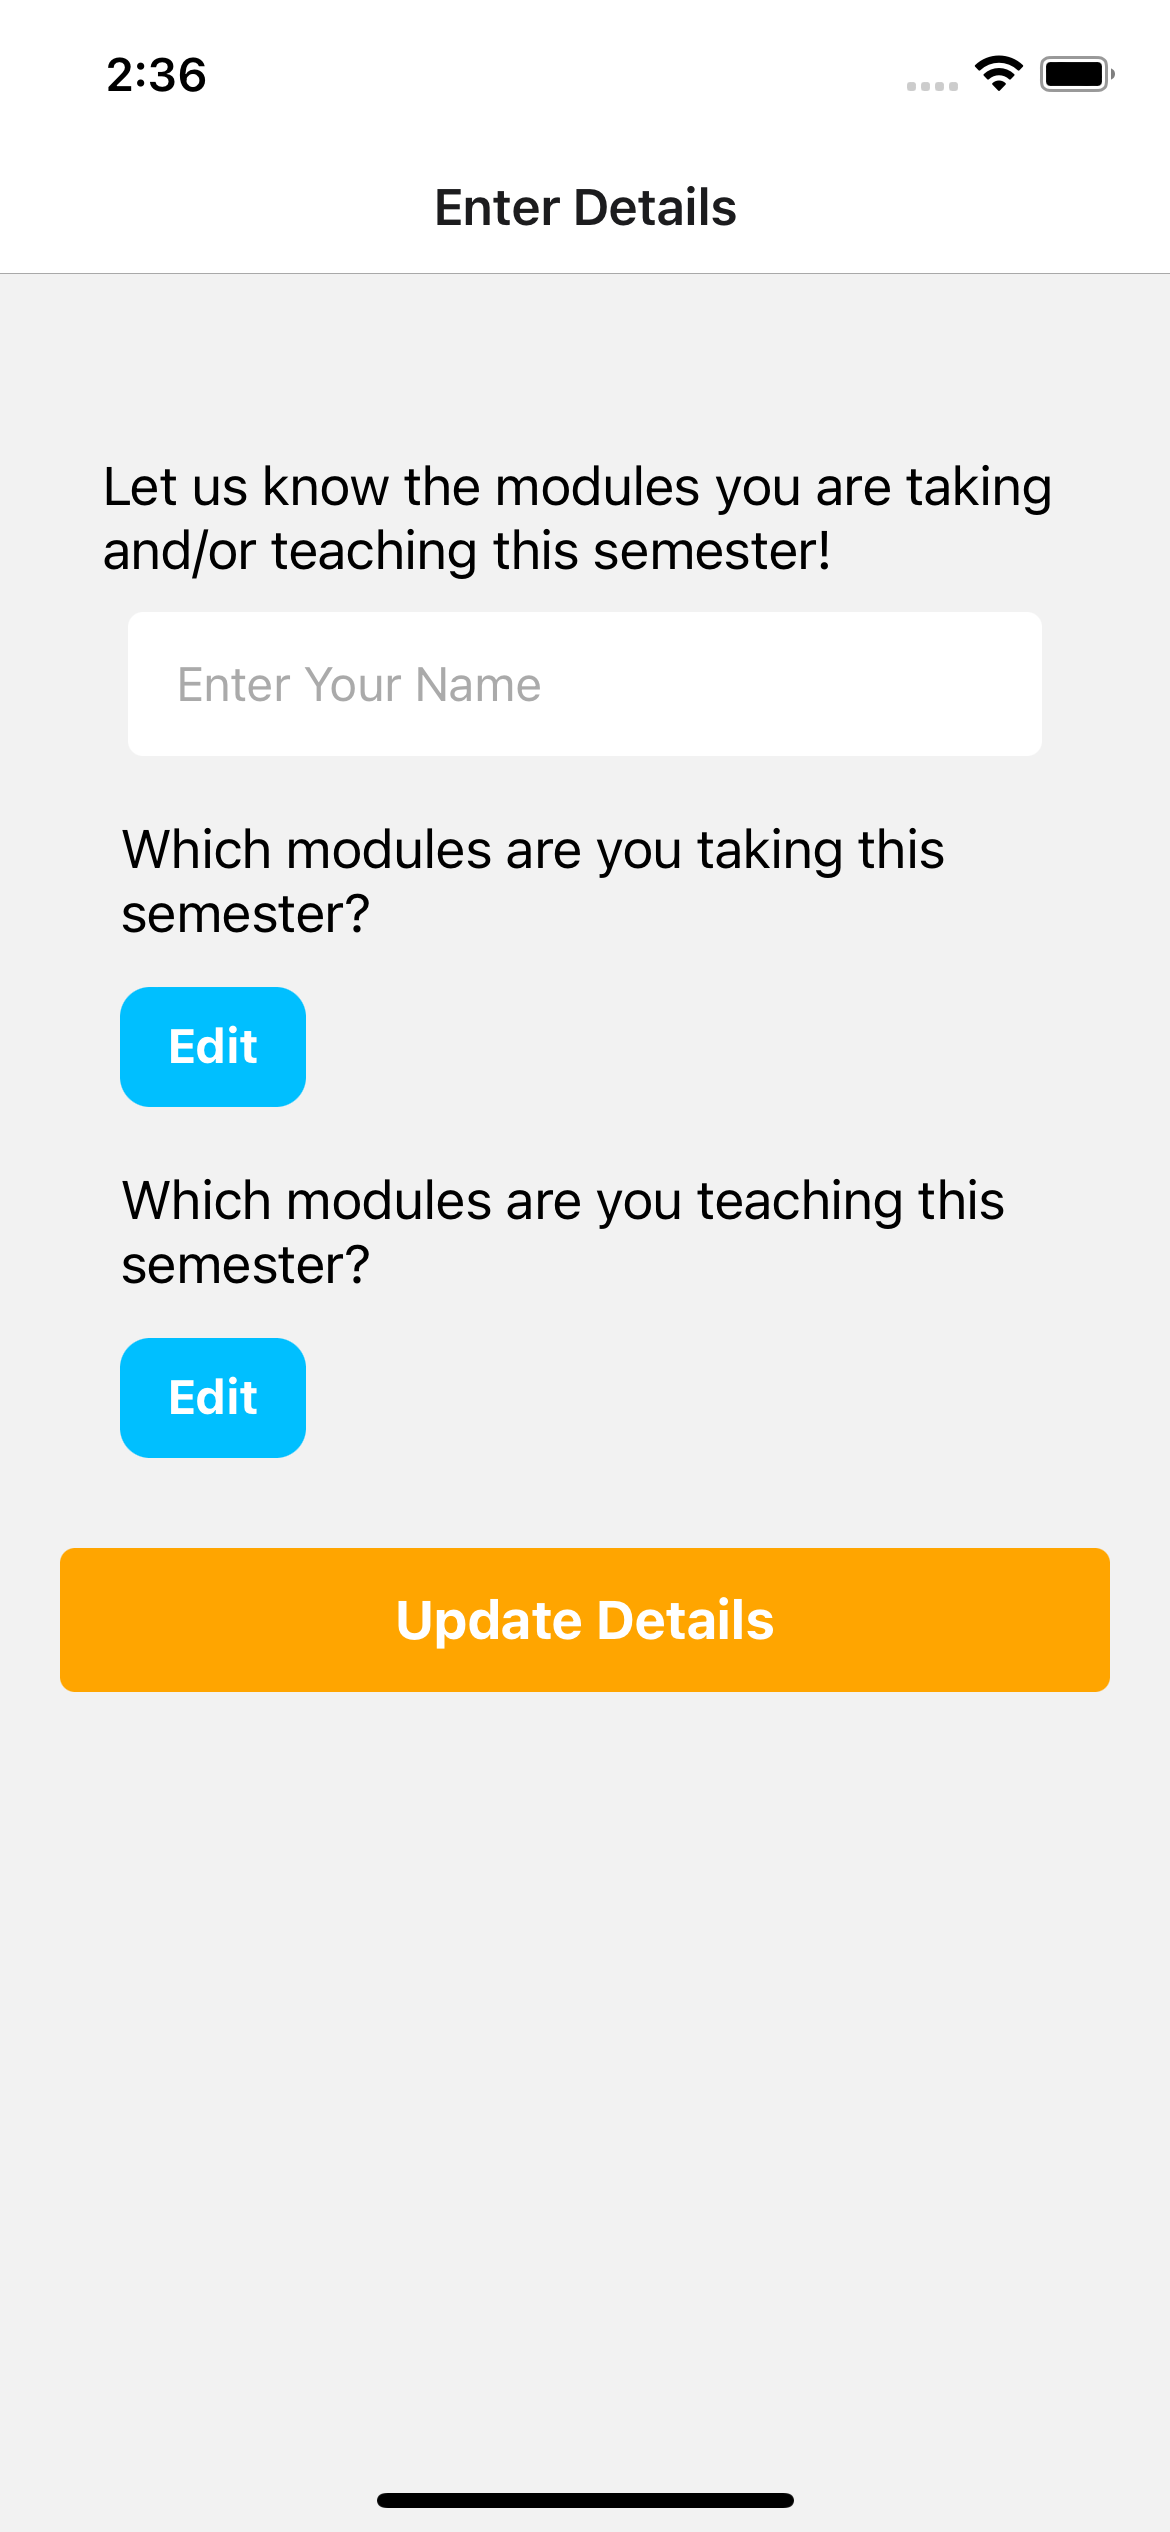 2:36
Enter Details
Let us know the modules you are taking
and/or teaching this semester!
Enter Your Name
Which modules are you taking this
semester?
Edit
Which modules are you teaching this
semester?
Edit
Update Details